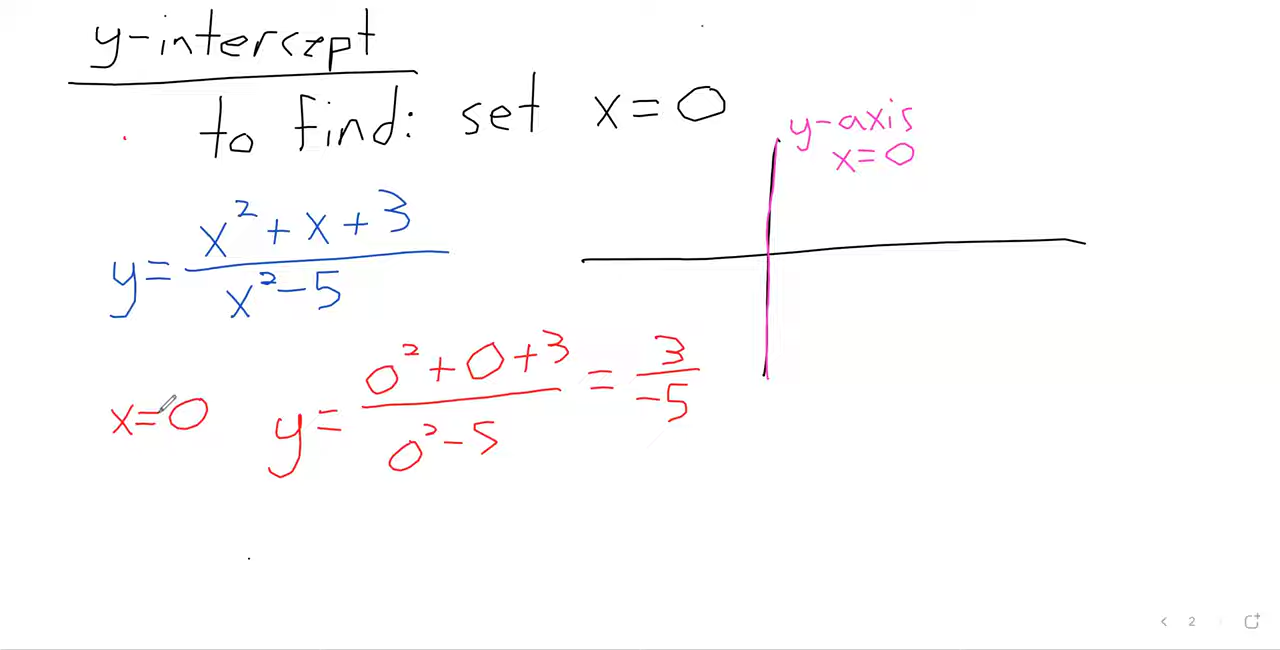 y-intercept
to find: set x=0
y-axis
x=0
y = (x² + x + 3)/(x² - 5)
x=0 y = (0² + 0 + 3)/(0² - 5) = 3/(-5)
2